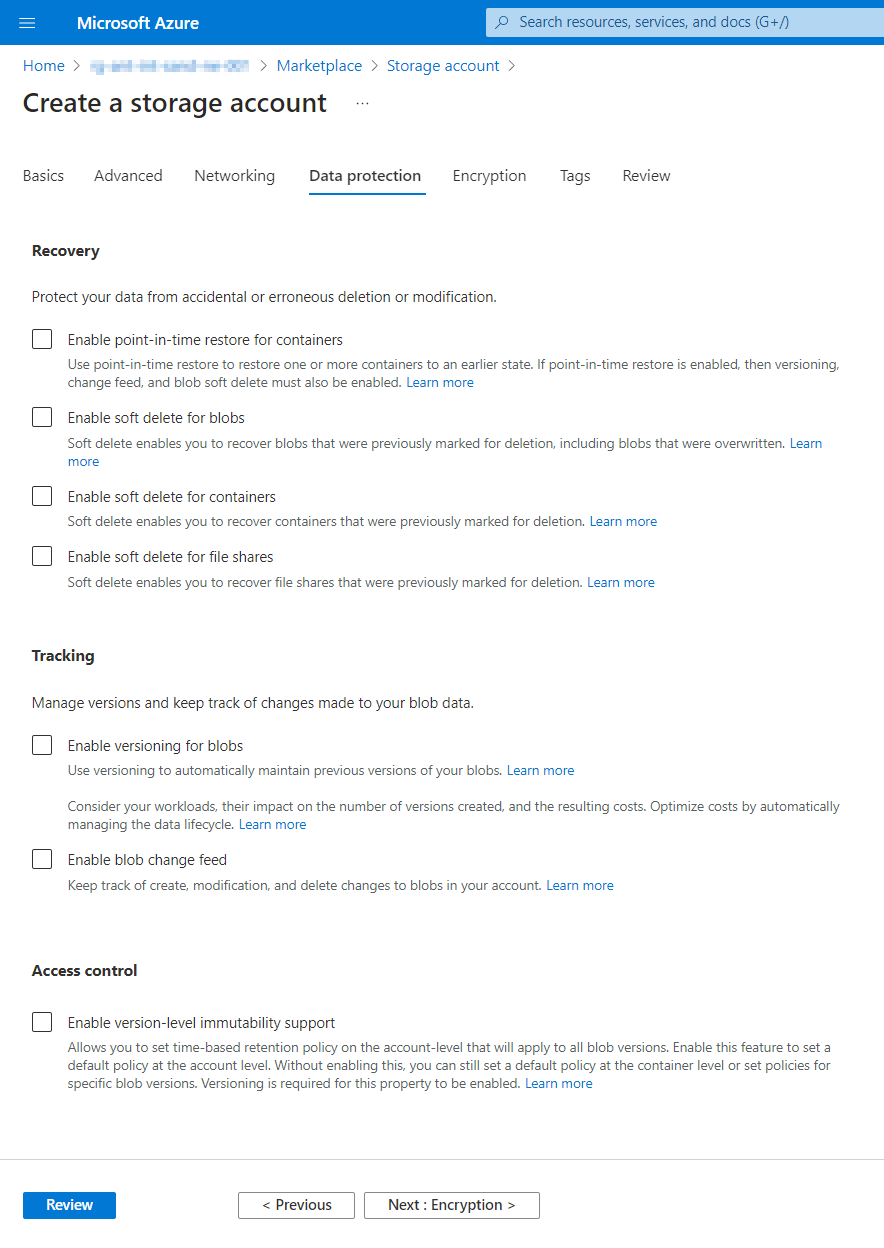 Microsoft Azure
Search resources, services, and docs (G+/)
Home > > Marketplace > Storage account >
Create a storage account ...
Basics Advanced Networking Data protection Encryption Tags Review
Recovery
Protect your data from accidental or erroneous deletion or modification.
Enable point-in-time restore for containers
Use point-in-time restore to restore one or more containers to an earlier state. If point-in-time restore is enabled, then versioning,
change feed, and blob soft delete must also be enabled. Learn more
Enable soft delete for blobs
Soft delete enables you to recover blobs that were previously marked for deletion, including blobs that were overwritten. Learn
more
Enable soft delete for containers
Soft delete enables you to recover containers that were previously marked for deletion. Learn more
Enable soft delete for file shares
Soft delete enables you to recover file shares that were previously marked for deletion. Learn more
Tracking
Manage versions and keep track of changes made to your blob data.
Enable versioning for blobs
Use versioning to automatically maintain previous versions of your blobs. Learn more
Consider your workloads, their impact on the number of versions created, and the resulting costs. Optimize costs by automatically
managing the data lifecycle. Learn more
Enable blob change feed
Keep track of create, modification, and delete changes to blobs in your account. Learn more
Access control
Enable version-level immutability support
Allows you to set time-based retention policy on the account-level that will apply to all blob versions. Enable this feature to set a
default policy at the account level. Without enabling this, you can still set a default policy at the container level or set policies for
specific blob versions. Versioning is required for this property to be enabled. Learn more
Review < Previous Next : Encryption >